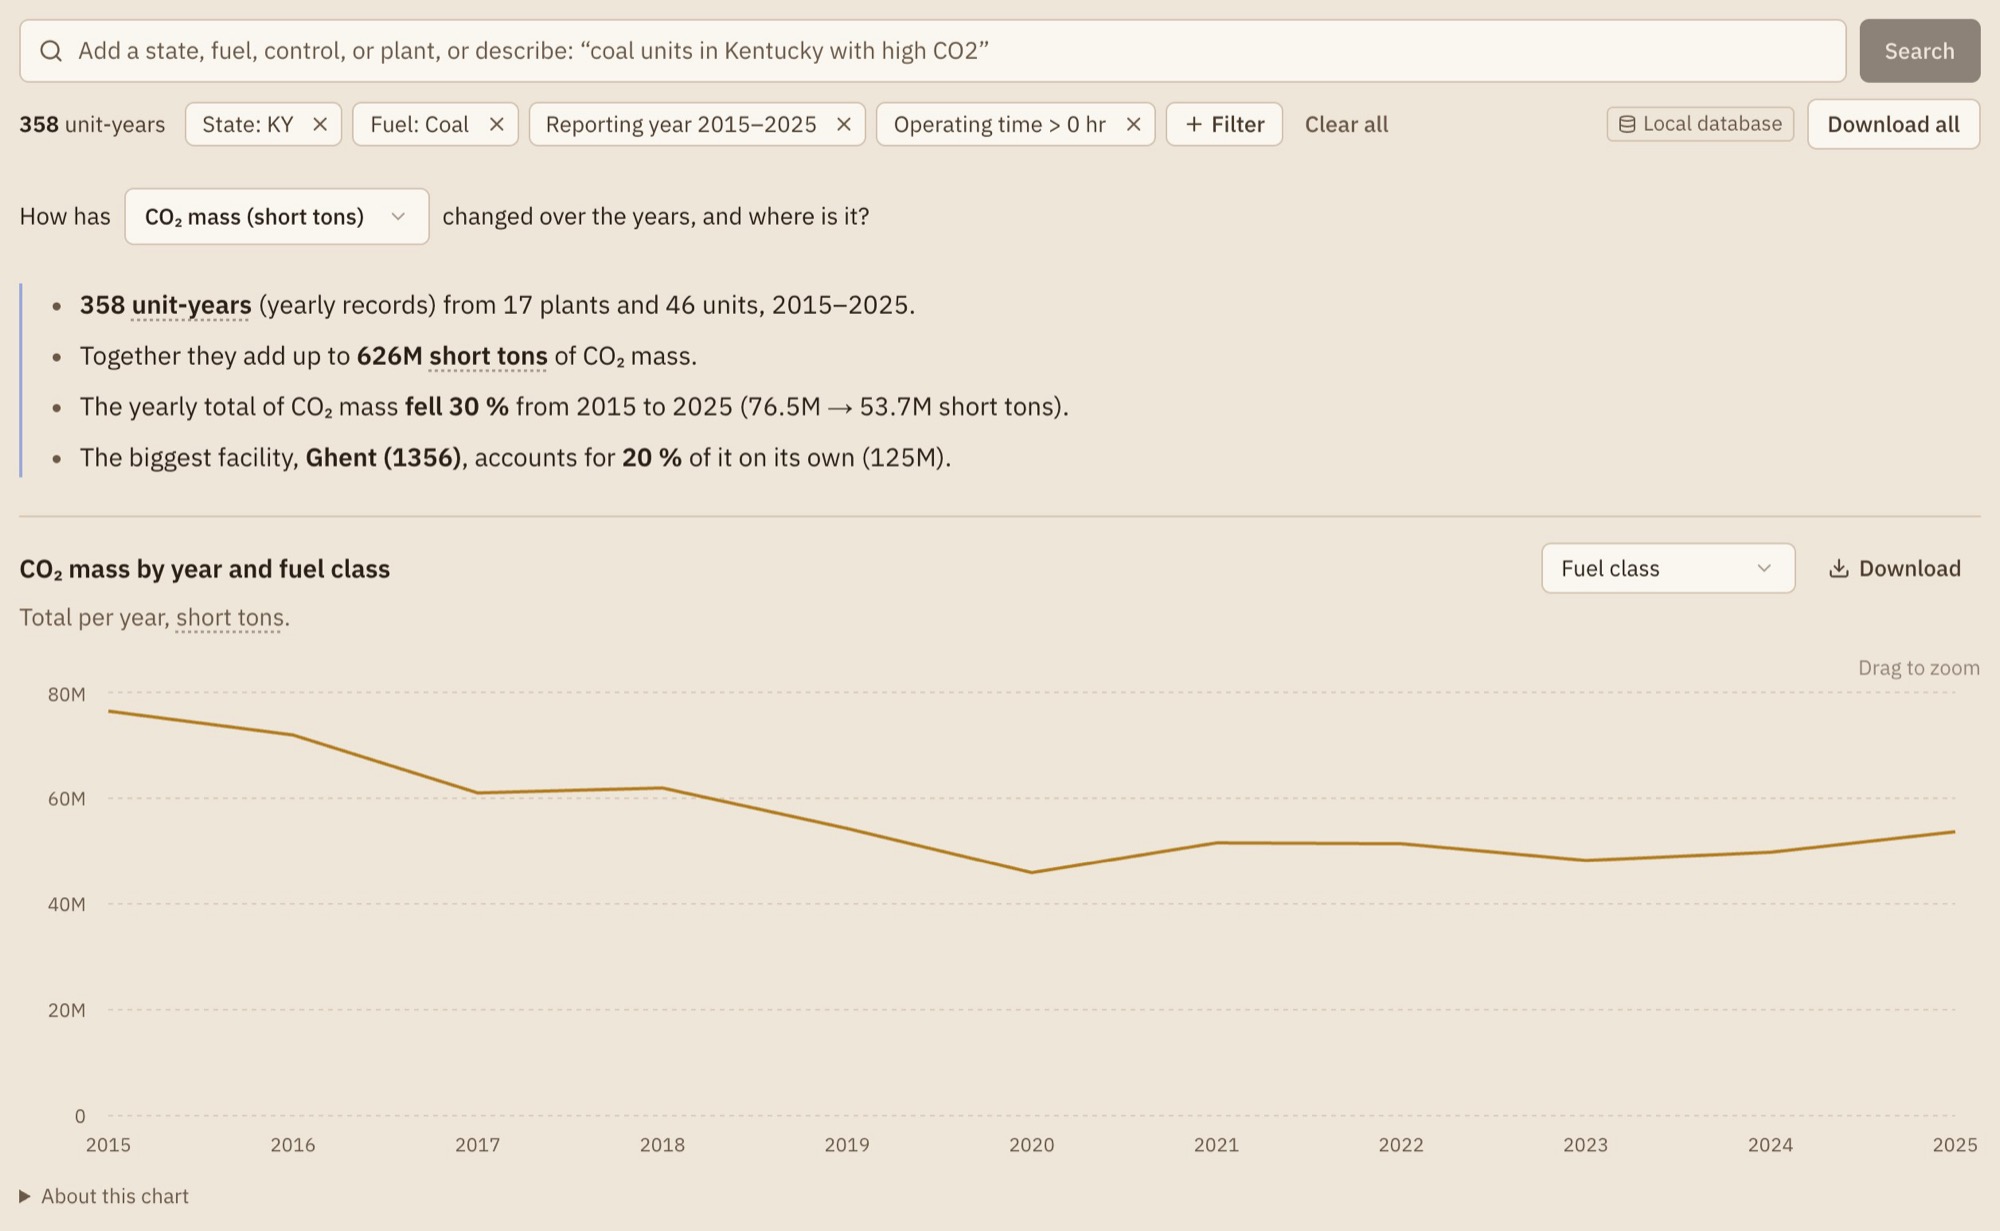 Add a state, fuel, control, or plant, or describe: “coal units in Kentucky with high CO2”
Search
358 unit-years
State: KY ×
Fuel: Coal ×
Reporting year 2015–2025 ×
Operating time > 0 hr ×
+ Filter
Clear all
Local database
Download all
How has CO₂ mass (short tons) changed over the years, and where is it?
• 358 unit-years (yearly records) from 17 plants and 46 units, 2015–2025.
• Together they add up to 626M short tons of CO₂ mass.
• The yearly total of CO₂ mass fell 30 % from 2015 to 2025 (76.5M → 53.7M short tons).
• The biggest facility, Ghent (1356), accounts for 20 % of it on its own (125M).
CO₂ mass by year and fuel class
Fuel class
Download
Total per year, short tons.
Drag to zoom
80M
60M
40M
20M
0
2015 2016 2017 2018 2019 2020 2021 2022 2023 2024 2025
▶ About this chart